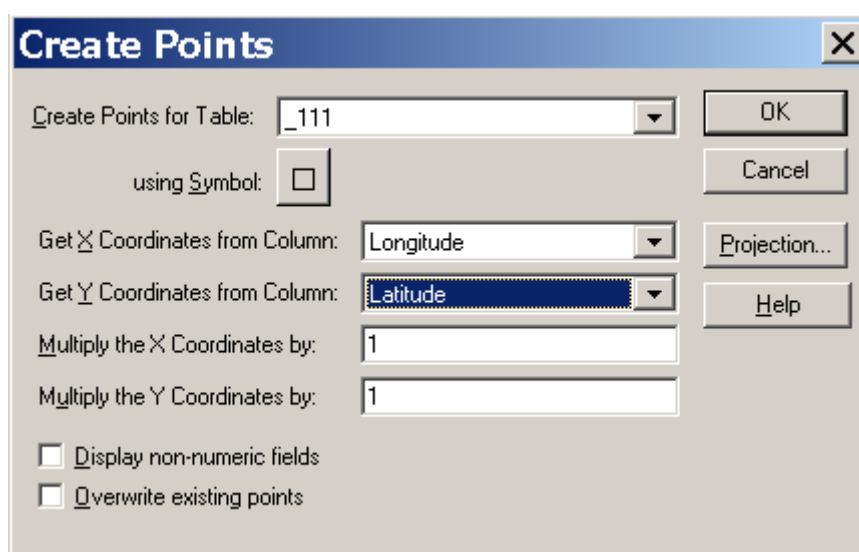 Create Points
Create Points for Table: _111 OK
using Symbol: Cancel
Get X Coordinates from Column: Longitude Projection...
Get Y Coordinates from Column: Latitude Help
Multiply the X Coordinates by: 1
Multiply the Y Coordinates by: 1
Display non-numeric fields
Overwrite existing points